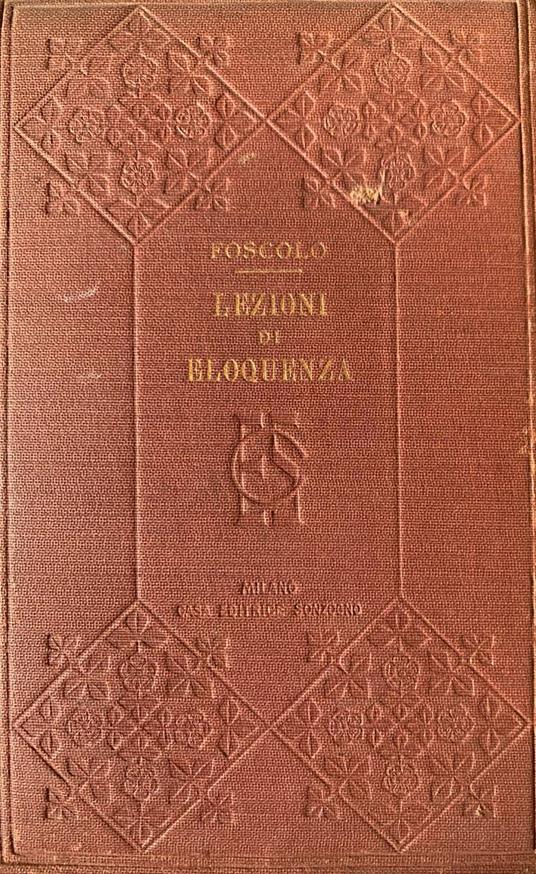 FOSCOLO
LEZIONI
DI
ELOQUENZA
MILANO
CASA EDITRICE SONZOGNO